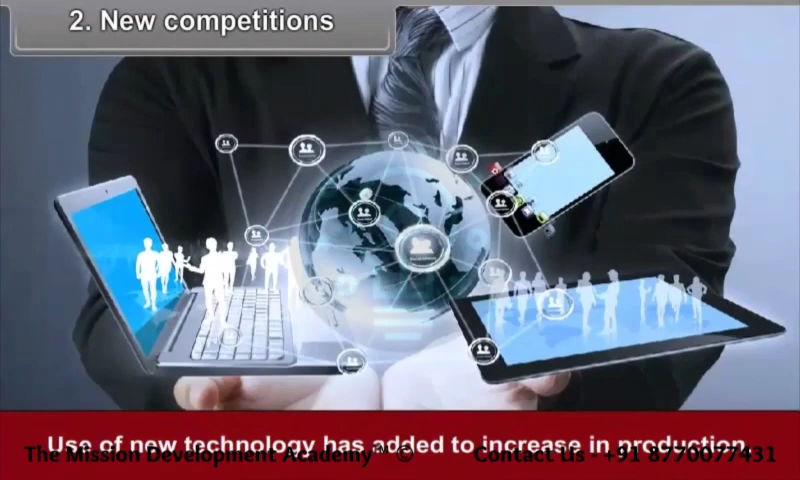 2. New competitions
Use of new technology has added to increase in production.
The Mission Development Academy™ © Contact Us - +91 8770077431